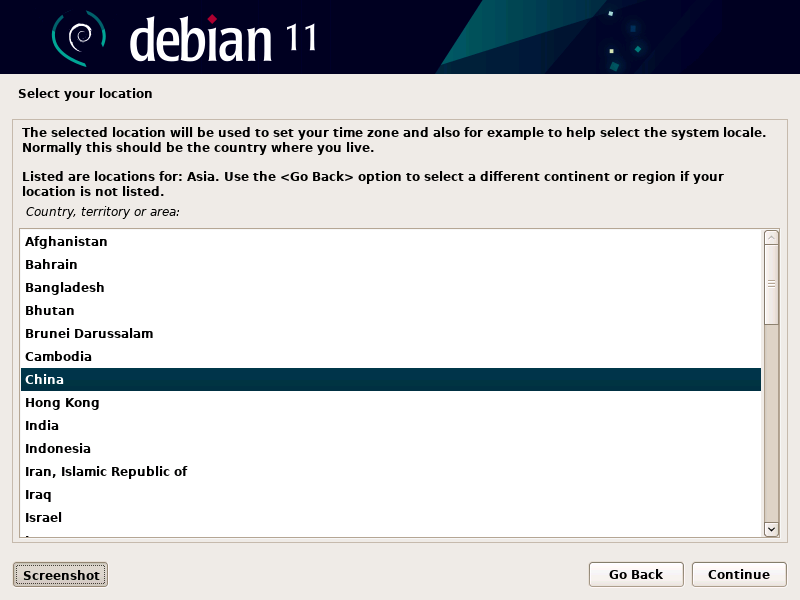 debian 11
Select your location
The selected location will be used to set your time zone and also for example to help select the system locale.
Normally this should be the country where you live.
Listed are locations for: Asia. Use the <Go Back> option to select a different continent or region if your
location is not listed.
Country, territory or area:
Afghanistan
Bahrain
Bangladesh
Bhutan
Brunei Darussalam
Cambodia
China
Hong Kong
India
Indonesia
Iran, Islamic Republic of
Iraq
Israel
Screenshot
Go Back
Continue